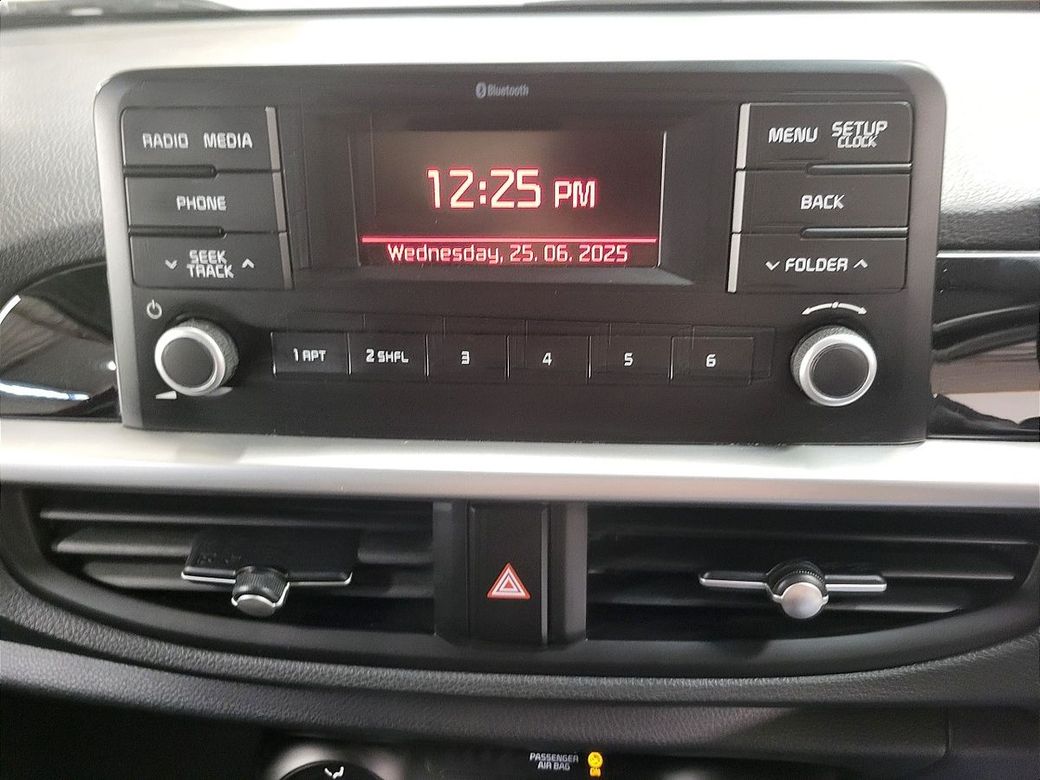 Bluetooth
RADIO MEDIA
PHONE
SEEK
TRACK
12:25 PM
Wednesday, 25. 06. 2025
MENU SETUP
CLOCK
BACK
FOLDER
1 APT 2 SHFL 3 4 5 6
PASSENGER
AIR BAG